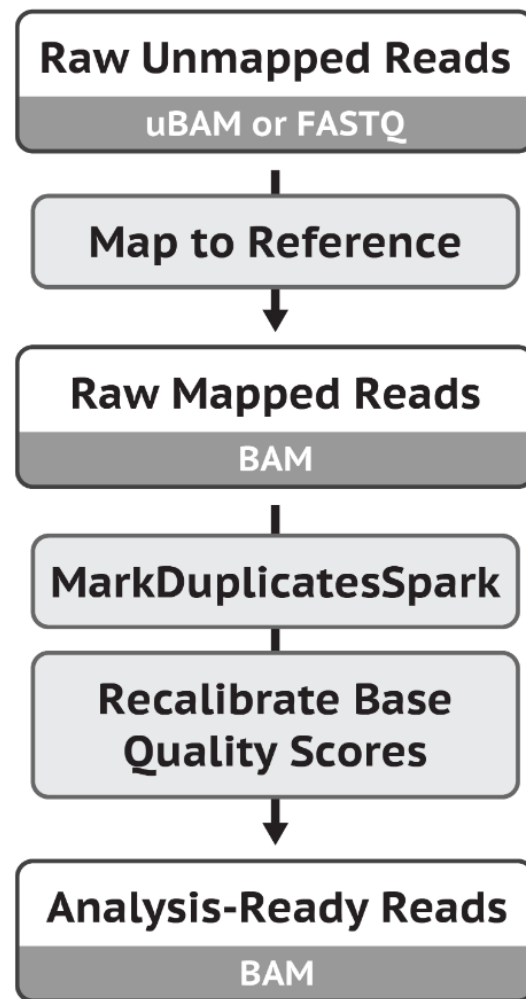 Raw Unmapped Reads
uBAM or FASTQ
Map to Reference
Raw Mapped Reads
BAM
MarkDuplicatesSpark
Recalibrate Base
Quality Scores
Analysis-Ready Reads
BAM